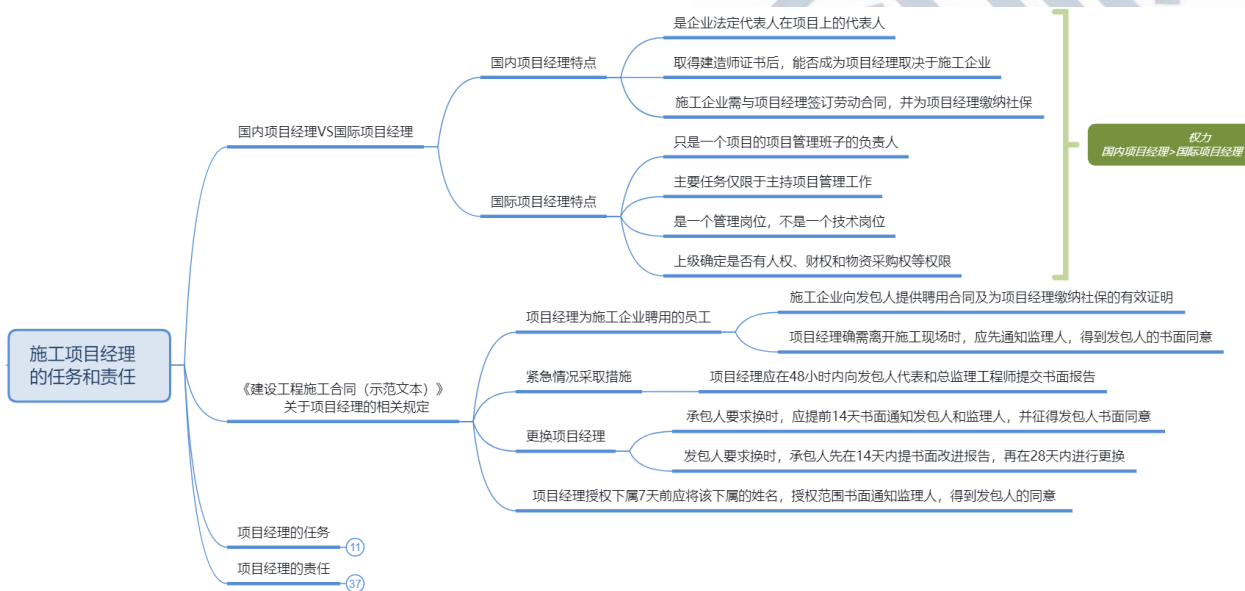 施工项目经理
的任务和责任
国内项目经理VS国际项目经理
国内项目经理特点
是企业法定代表人在项目上的代表人
取得建造师证书后，能否成为项目经理取决于施工企业
施工企业需与项目经理签订劳动合同，并为项目经理缴纳社保
国际项目经理特点
只是一个项目的项目管理班子的负责人
主要任务仅限于主持项目管理工作
是一个管理岗位，不是一个技术岗位
上级确定是否有人权、财权和物资采购权等权限
权力
国内项目经理>国际项目经理
《建设工程施工合同（示范文本）》
关于项目经理的相关规定
项目经理为施工企业聘用的员工
施工企业向发包人提供聘用合同及为项目经理缴纳社保的有效证明
项目经理确需离开施工现场时，应先通知监理人，得到发包人的书面同意
紧急情况采取措施
项目经理应在48小时内向发包人代表和总监理工程师提交书面报告
更换项目经理
承包人要求换时，应提前14天书面通知发包人和监理人，并征得发包人书面同意
发包人要求换时，承包人先在14天内提书面改进报告，再在28天内进行更换
项目经理授权下属7天前应将该下属的姓名，授权范围书面通知监理人，得到发包人的同意
项目经理的任务
11
项目经理的责任
37